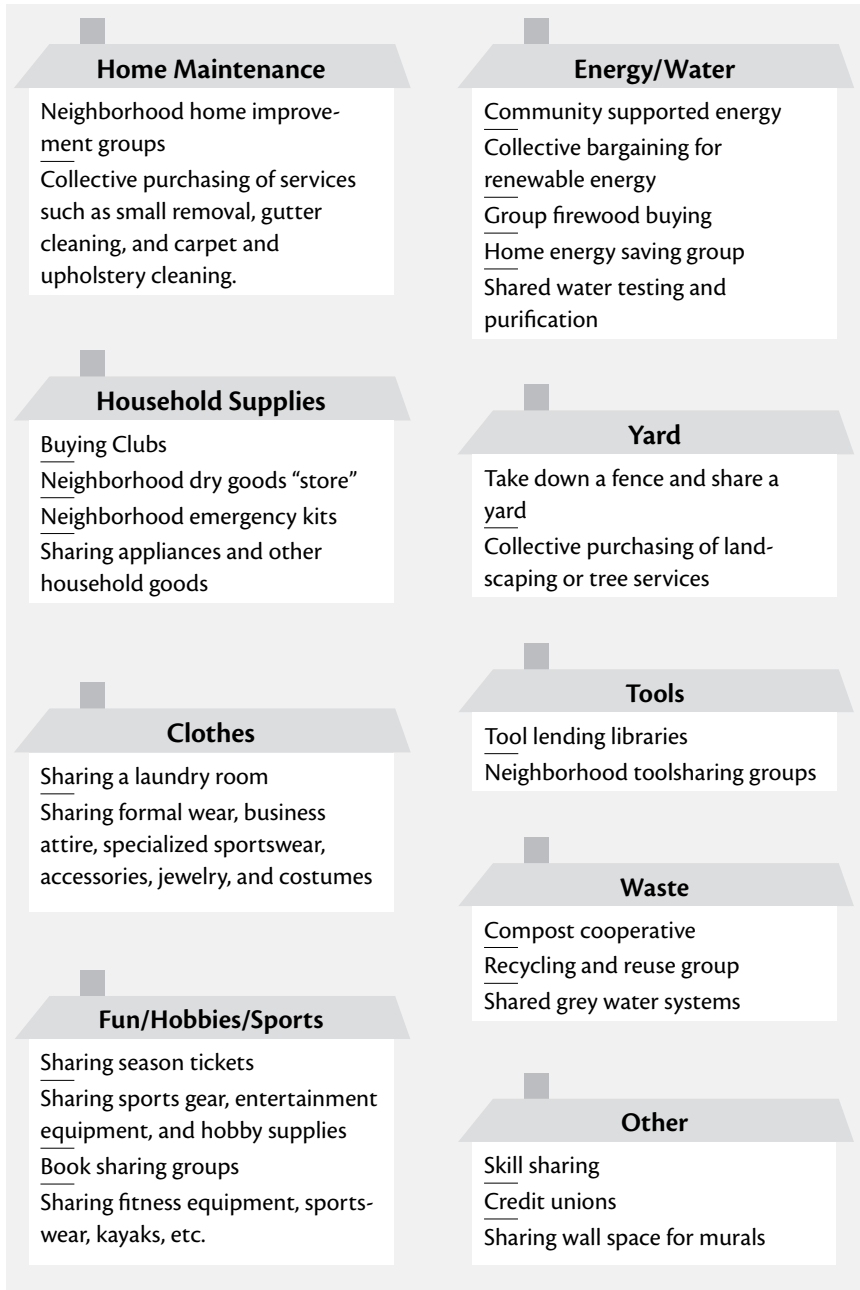 Home Maintenance
Neighborhood home improve-
ment groups
Collective purchasing of services
such as small removal, gutter
cleaning, and carpet and
upholstery cleaning.
Household Supplies
Buying Clubs
Neighborhood dry goods “store”
Neighborhood emergency kits
Sharing appliances and other
household goods
Clothes
Sharing a laundry room
Sharing formal wear, business
attire, specialized sportswear,
accessories, jewelry, and costumes
Fun/Hobbies/Sports
Sharing season tickets
Sharing sports gear, entertainment
equipment, and hobby supplies
Book sharing groups
Sharing fitness equipment, sports-
wear, kayaks, etc.
Energy/Water
Community supported energy
Collective bargaining for
renewable energy
Group firewood buying
Home energy saving group
Shared water testing and
purification
Yard
Take down a fence and share a
yard
Collective purchasing of land-
scaping or tree services
Tools
Tool lending libraries
Neighborhood toolsharing groups
Waste
Compost cooperative
Recycling and reuse group
Shared grey water systems
Other
Skill sharing
Credit unions
Sharing wall space for murals